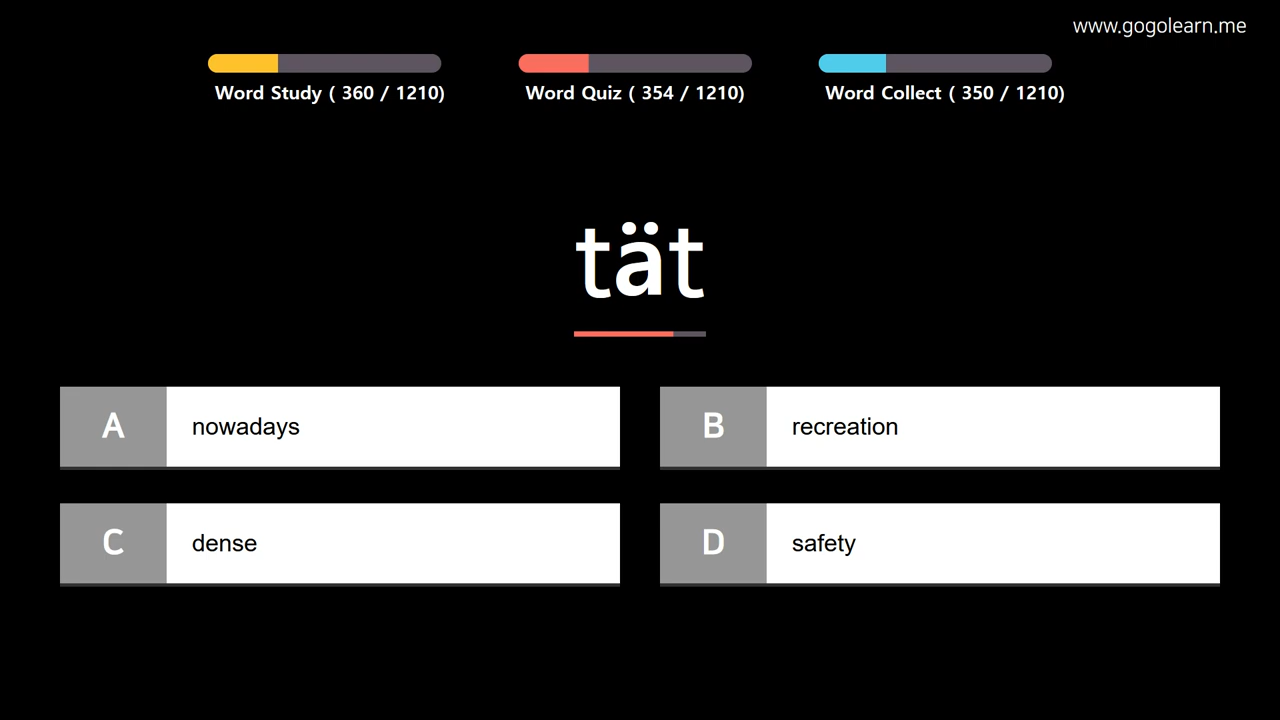 www.gogolearn.me
Word Study ( 360 / 1210)
Word Quiz ( 354 / 1210)
Word Collect ( 350 / 1210)
tät
A nowadays
B recreation
C dense
D safety